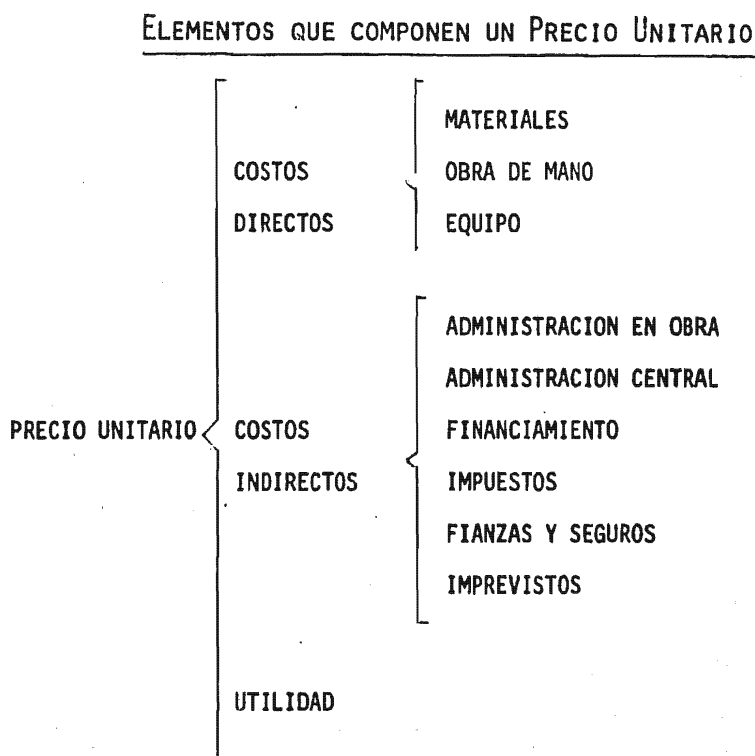 ELEMENTOS QUE COMPONEN UN PRECIO UNITARIO
MATERIALES
COSTOS OBRA DE MANO
DIRECTOS EQUIPO
ADMINISTRACION EN OBRA
ADMINISTRACION CENTRAL
PRECIO UNITARIO COSTOS FINANCIAMIENTO
INDIRECTOS IMPUESTOS
FIANZAS Y SEGUROS
IMPREVISTOS
UTILIDAD